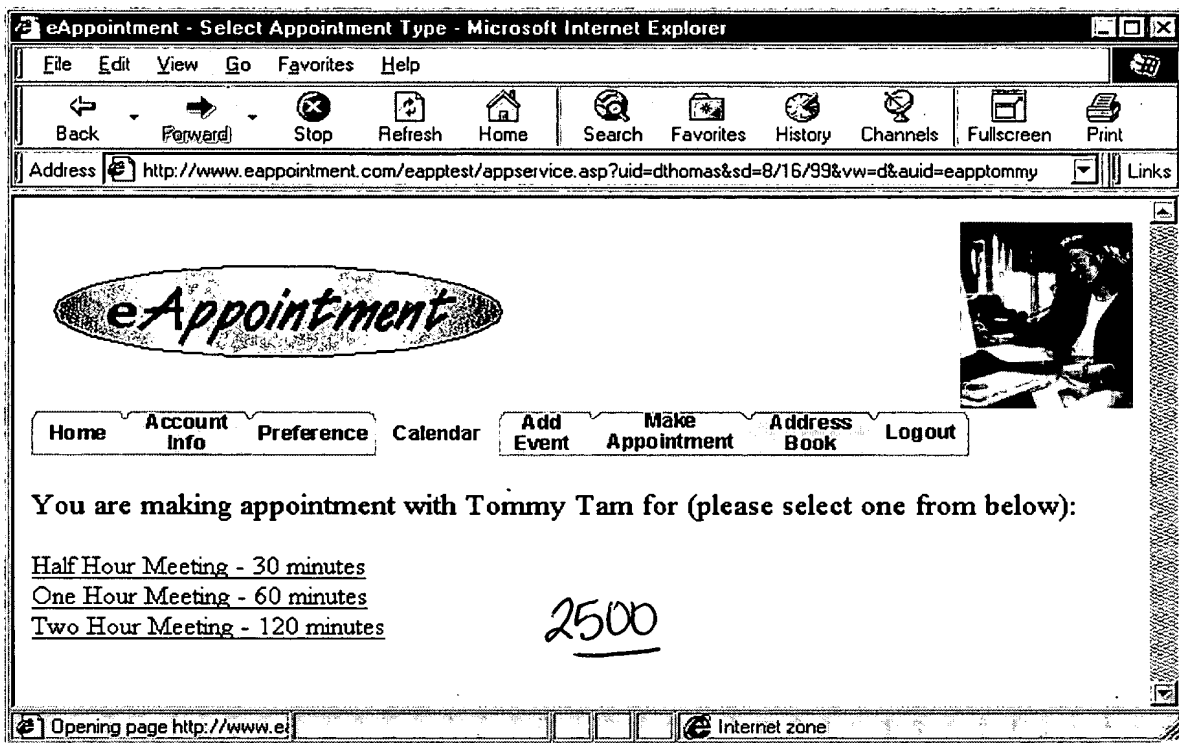 eAppointment - Select Appointment Type - Microsoft Internet Explorer
File Edit View Go Favorites Help
Back Forward Stop Refresh Home Search Favorites History Channels Fullscreen Print
Address http://www.eappointment.com/eapptest/appservice.asp?uid=dthomas&sd=8/16/99&vw=d&auid=eapptommy Links
eAppointment
Home Account Info Preference Calendar Add Event Make Appointment Address Book Logout
You are making appointment with Tommy Tam for (please select one from below):
Half Hour Meeting - 30 minutes
One Hour Meeting - 60 minutes
Two Hour Meeting - 120 minutes
2500
Opening page http://www.ea Internet zone